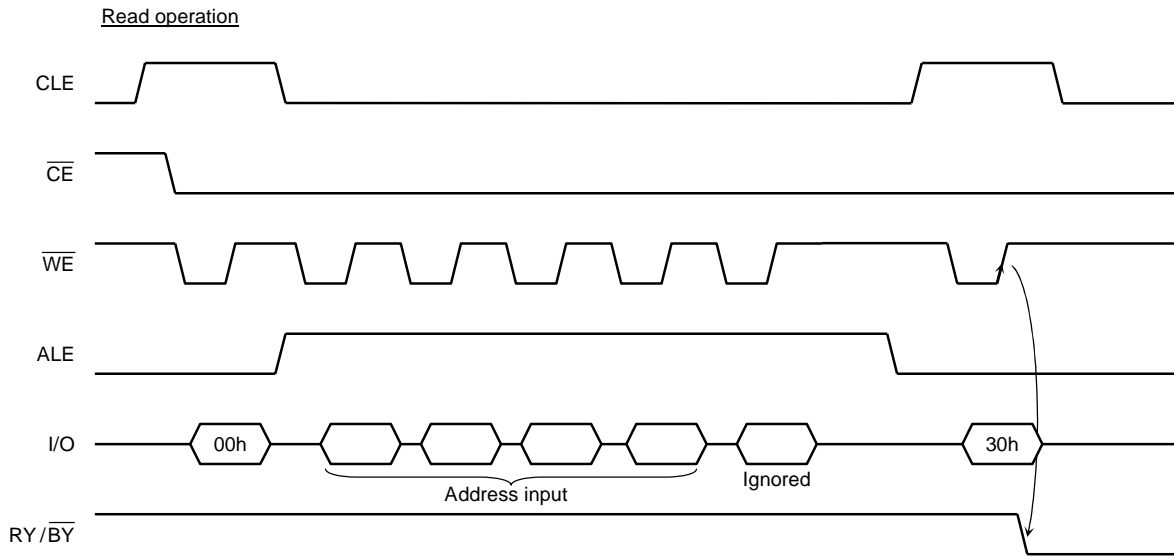 Read operation
CLE
CE
WE
ALE
I/O 00h 30h
Address input Ignored
RY/BY